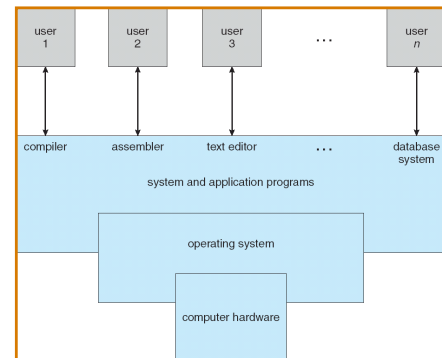 user
1
user
2
user
3
...
user
n
compiler
assembler
text editor
...
database
system
system and application programs
operating system
computer hardware